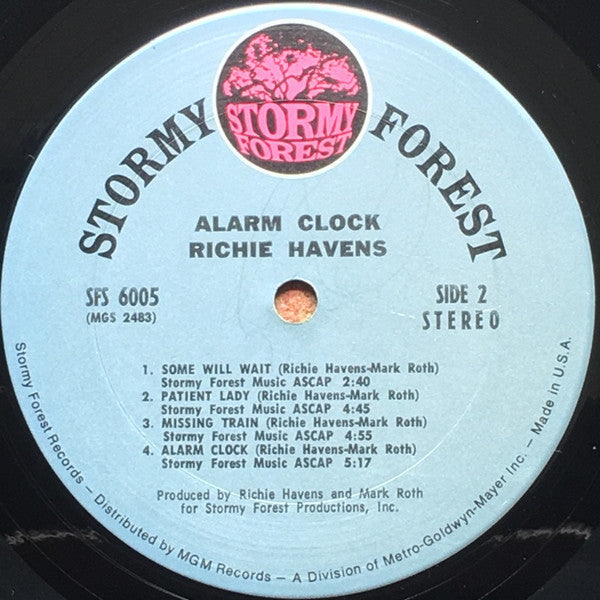 STORMY
FOREST
STORMY FOREST
ALARM CLOCK
RICHIE HAVENS
SFS 6005
(MGS 2483)
SIDE 2
STEREO
1. SOME WILL WAIT (Richie Havens-Mark Roth)
Stormy Forest Music ASCAP 2:40
2. PATIENT LADY (Richie Havens-Mark Roth)
Stormy Forest Music ASCAP 4:45
3. MISSING TRAIN (Richie Havens-Mark Roth)
Stormy Forest Music ASCAP 4:55
4. ALARM CLOCK (Richie Havens-Mark Roth)
Stormy Forest Music ASCAP 5:17
Produced by Richie Havens and Mark Roth
for Stormy Forest Productions, Inc.
Stormy Forest Records – Distributed by MGM Records – A Division of Metro-Goldwyn-Mayer Inc. – Made in U.S.A.